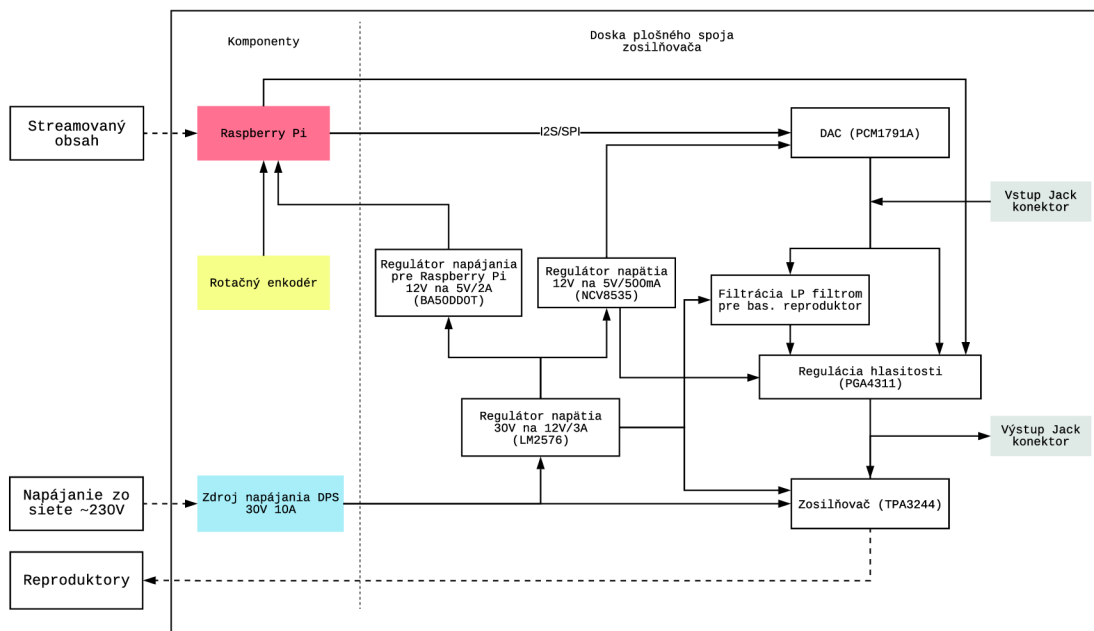 Komponenty
Doska plošného spoja
zosilňovača
Streamovaný
obsah
Raspberry Pi
I2S/SPI
DAC (PCM1791A)
Vstup Jack
konektor
Rotačný enkodér
Regulátor napájania
pre Raspberry Pi
12V na 5V/2A
(BA50DDOT)
Regulátor napätia
12V na 5V/500mA
(NCV8535)
Filtrácia LP filtrom
pre bas. reproduktor
Regulácia hlasitosti
(PGA4311)
Regulátor napätia
30V na 12V/3A
(LM2576)
Výstup Jack
konektor
Napájanie zo
siete ~230V
Zdroj napájania DPS
30V 10A
Zosilňovač (TPA3244)
Reproduktory